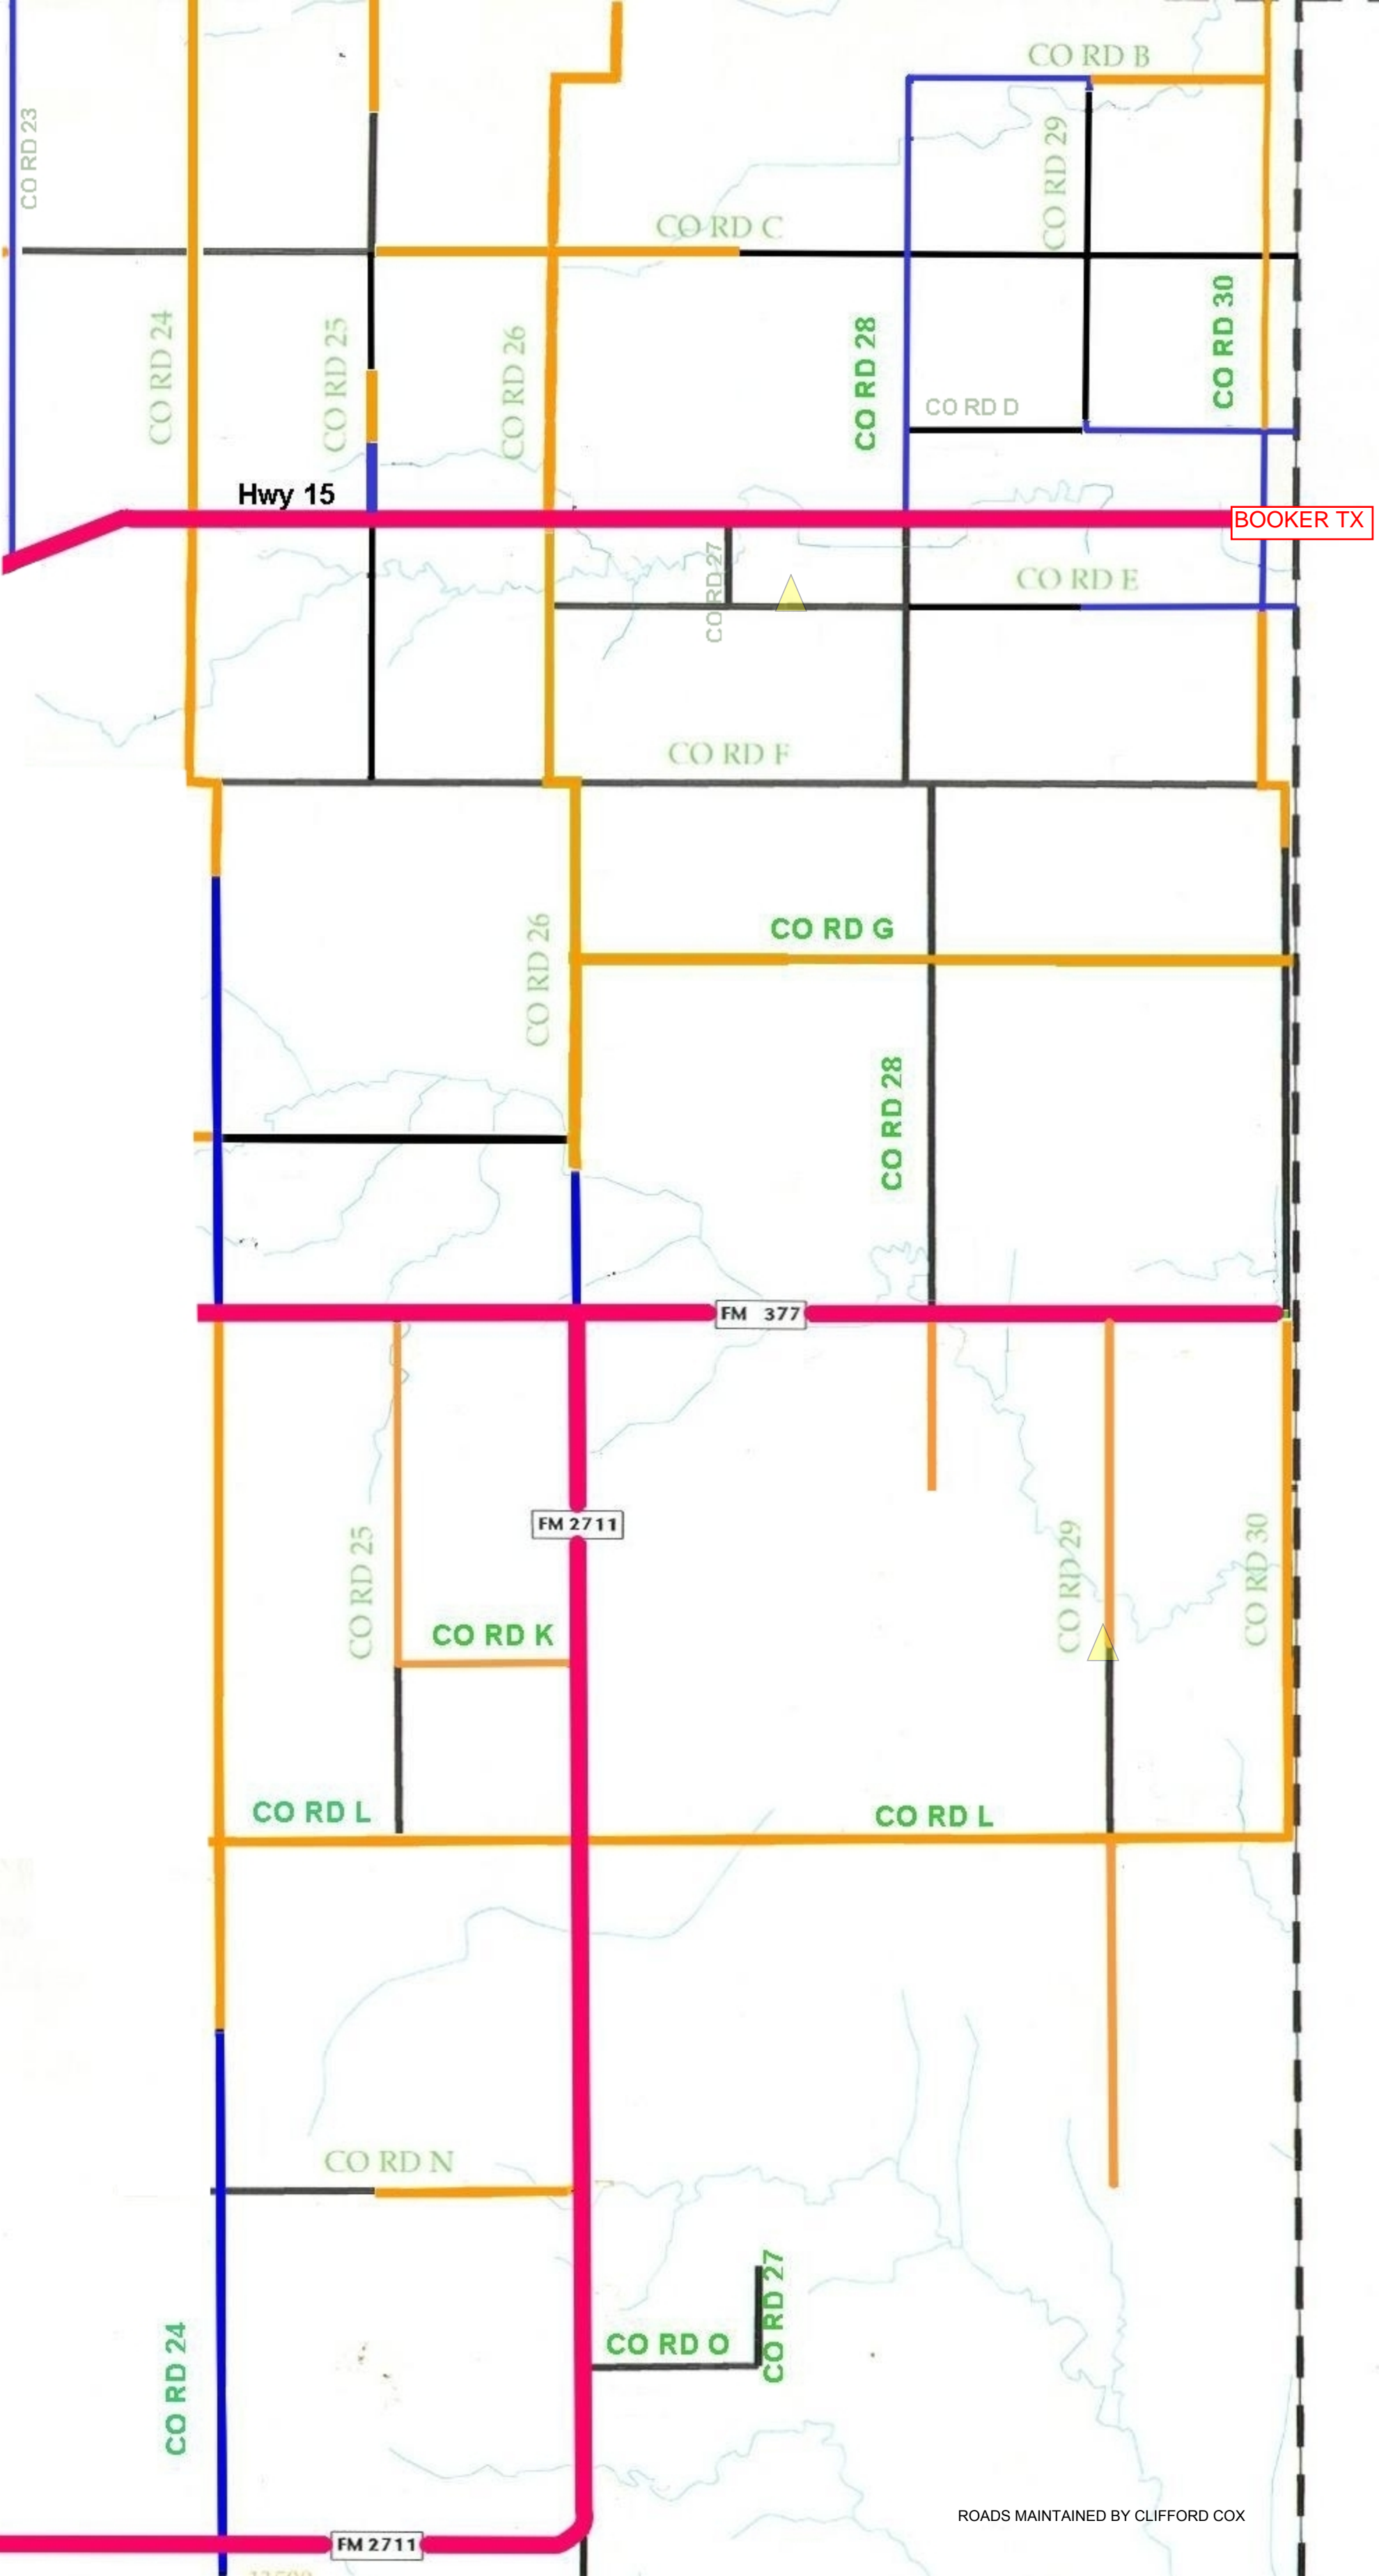 CO RD B
CO RD 23
CO RD 29
CO RD C
CO RD 24
CO RD 25
CO RD 26
CO RD 28
CO RD 30
CO RD D
Hwy 15
BOOKER TX
CO RD 27
CO RD E
CO RD F
CO RD G
CO RD 26
CO RD 28
FM 377
FM 2711
CO RD 25
CO RD 29
CO RD 30
CO RD K
CO RD L
CO RD L
CO RD N
CO RD 27
CO RD O
CO RD 24
ROADS MAINTAINED BY CLIFFORD COX
FM 2711